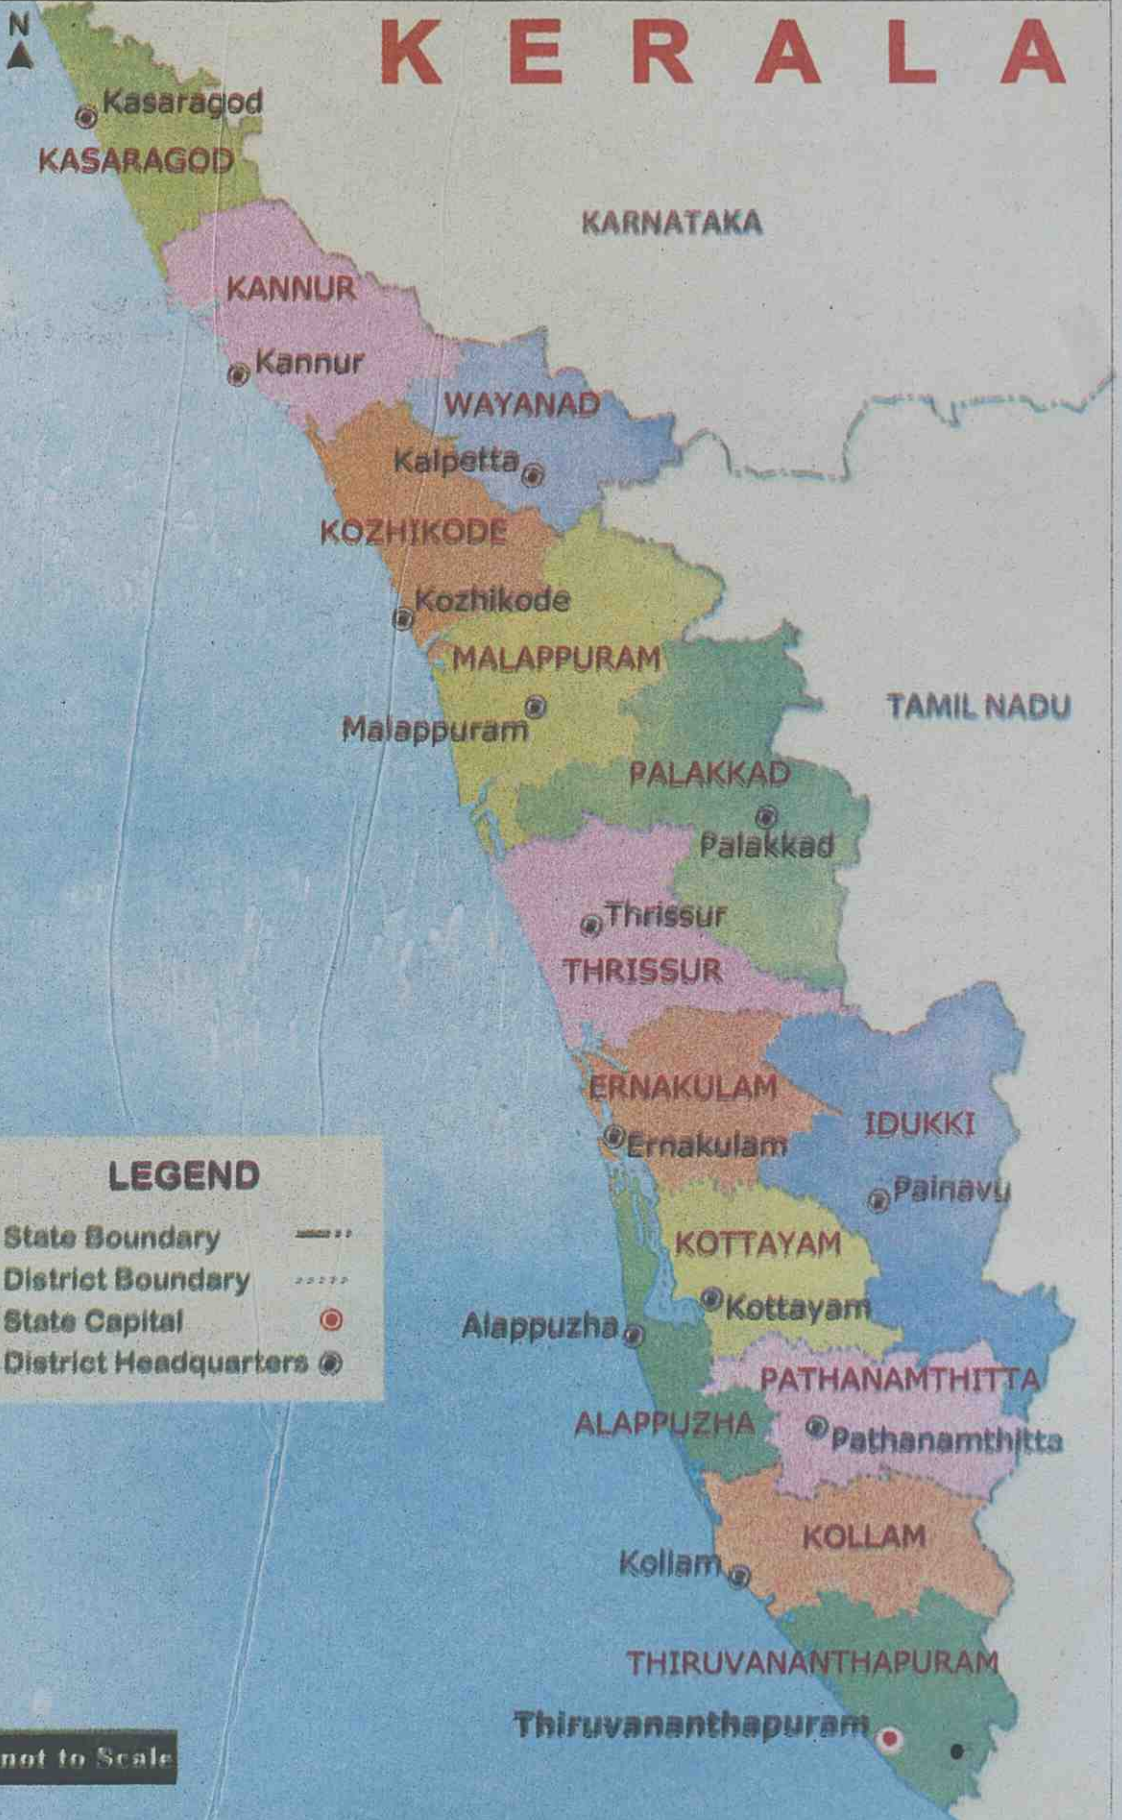 N
KERALA
Kasaragod
KASARAGOD
KARNATAKA
KANNUR
Kannur
WAYANAD
Kalpetta
KOZHIKODE
Kozhikode
MALAPPURAM
TAMIL NADU
Malappuram
PALAKKAD
Palakkad
Thrissur
THRISSUR
ERNAKULAM
IDUKKI
Ernakulam
Painavu
KOTTAYAM
Kottayam
Alappuzha
PATHANAMTHITTA
ALAPPUZHA
Pathanamthitta
KOLLAM
Kollam
THIRUVANANTHAPURAM
Thiruvananthapuram
LEGEND
State Boundary
District Boundary
State Capital
District Headquarters
not to Scale